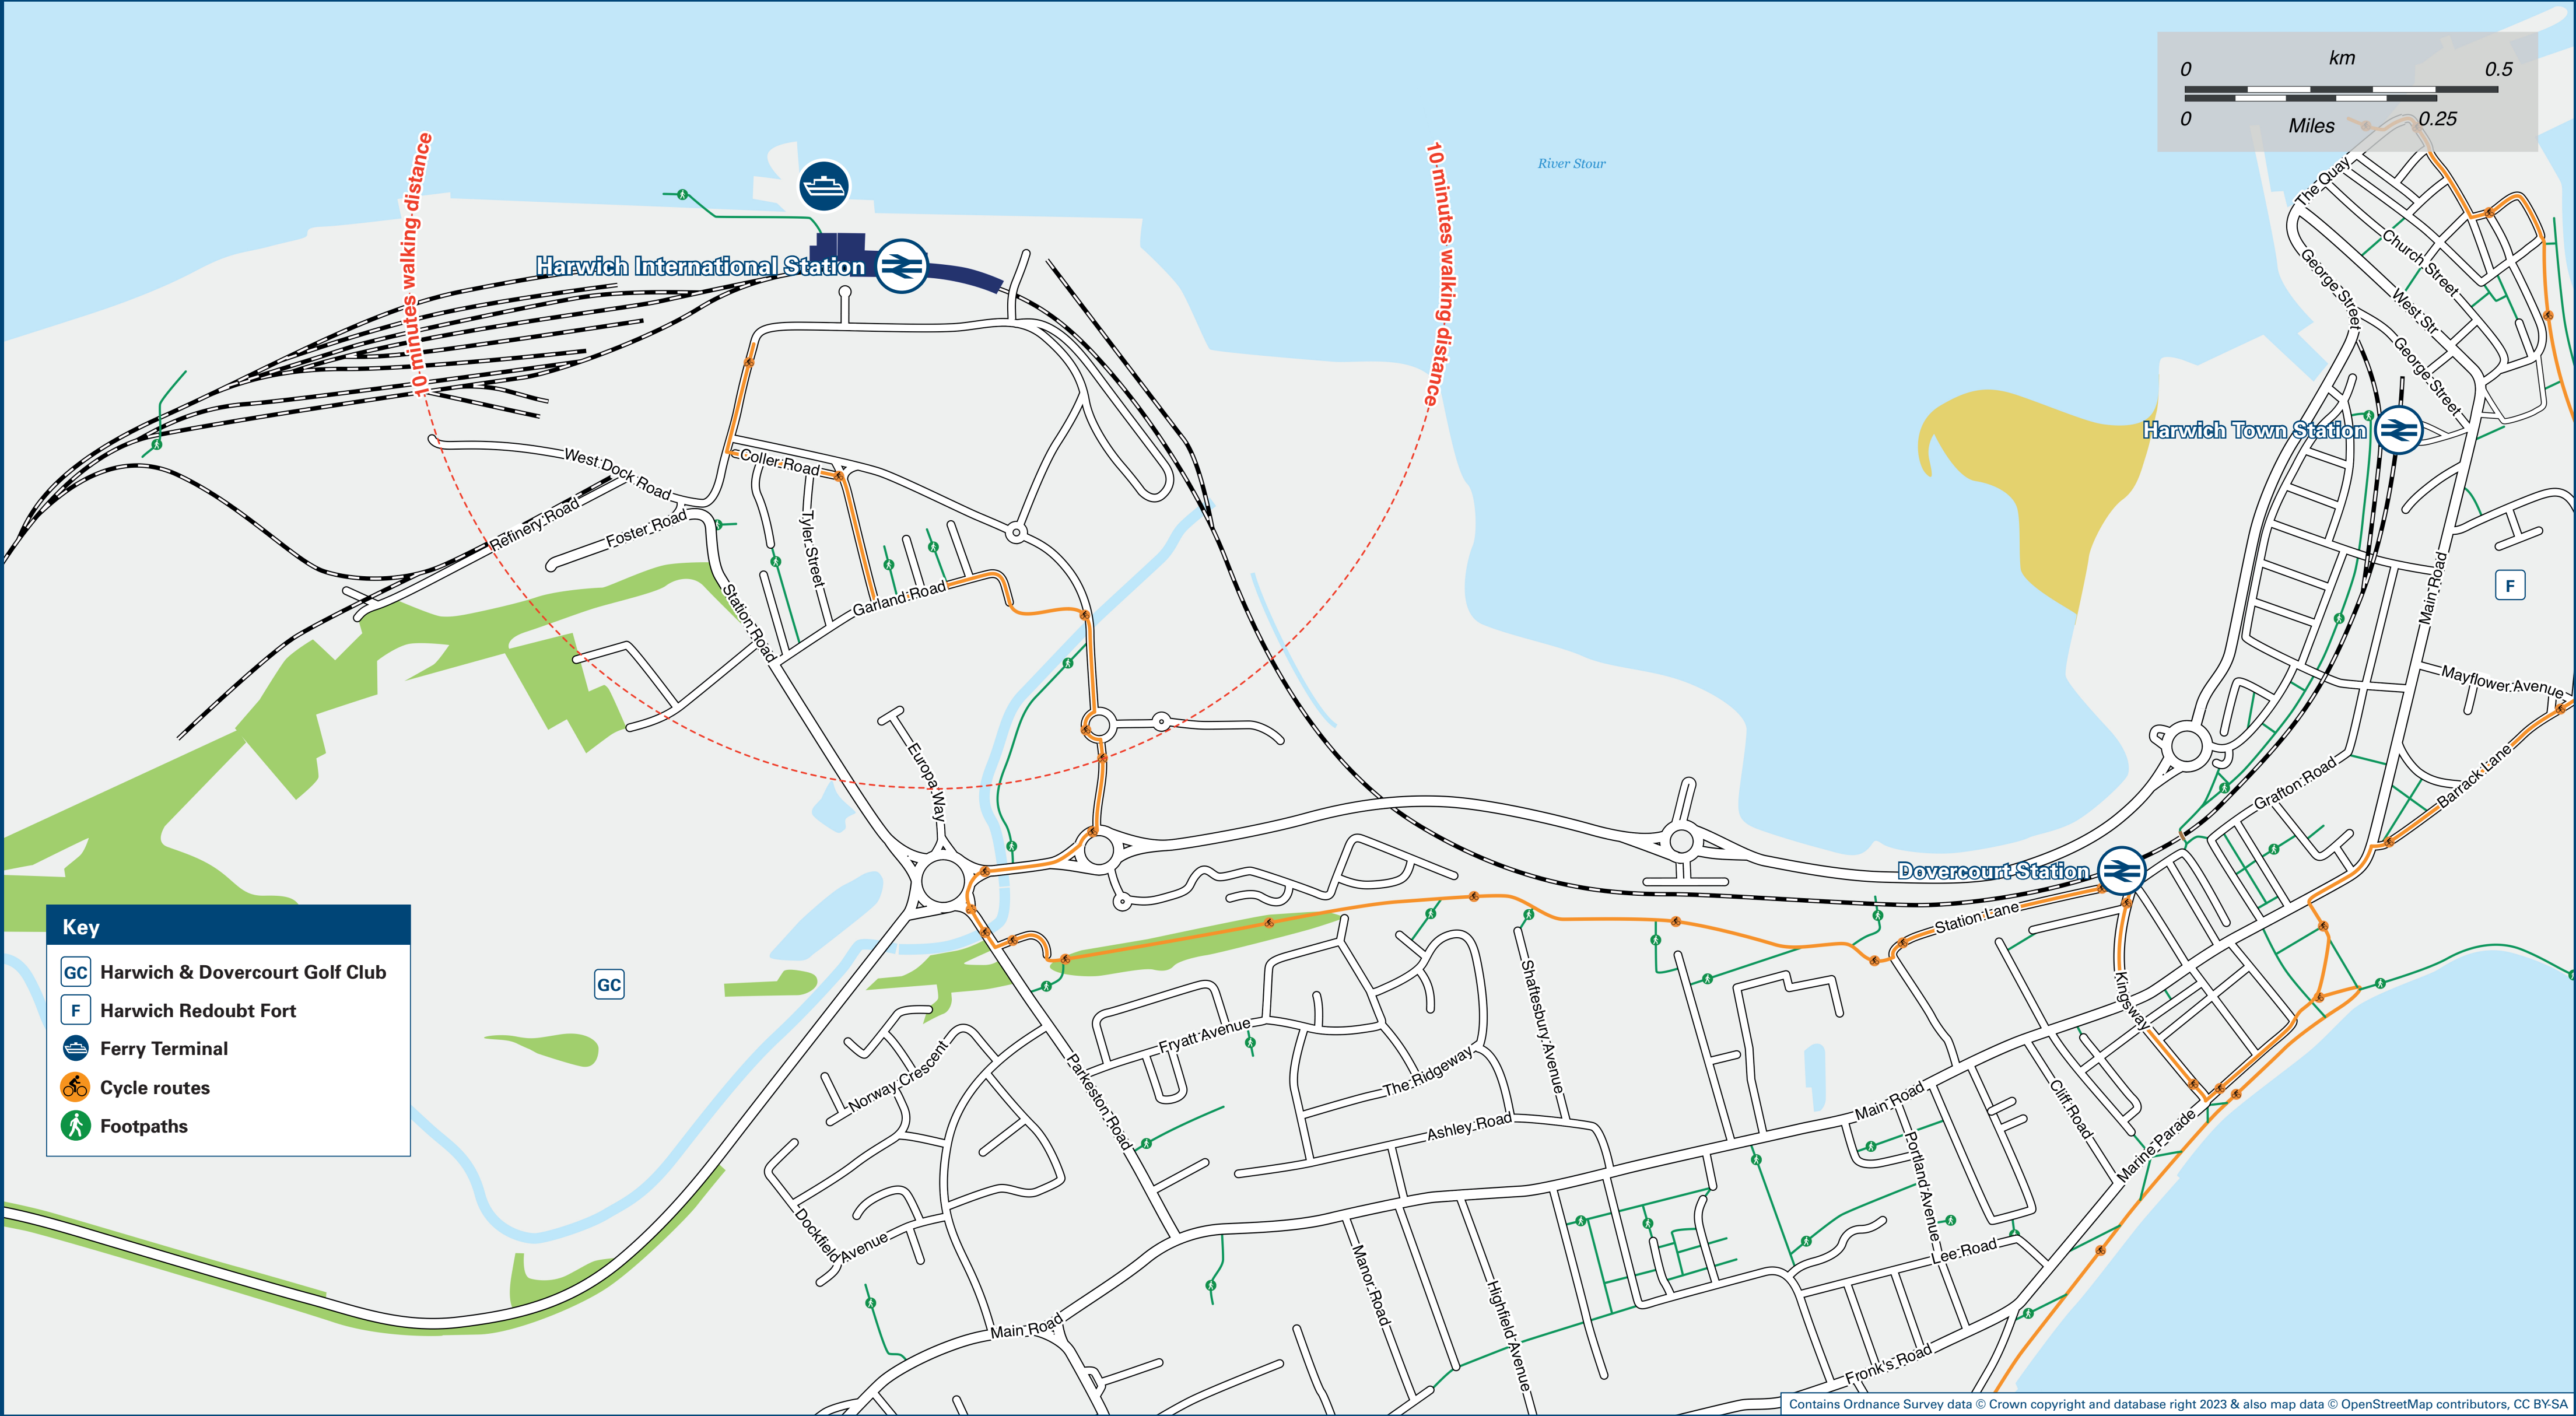 km
0 0.5
0 Miles 0.25
10 minutes walking distance
10 minutes walking distance
River Stour
Harwich International Station
The Quay
Church Street
George Street
West Str
George Street
Harwich Town Station
West Dock Road
Coller Road
Refinery Road
Foster Road
Tyler Street
Station Road
Garland Road
Main Road
F
Mayflower Avenue
Europa Way
Grafton Road
Barrack Lane
Dovercourt Station
Station Lane
Kingsway
Key
GC Harwich & Dovercourt Golf Club
F Harwich Redoubt Fort
Ferry Terminal
Cycle routes
Footpaths
GC
Shaftesbury Avenue
Fryatt Avenue
Norway Crescent
Parkeston Road
The Ridgeway
Ashley Road
Main Road
Cliff Road
Portland Avenue
Marine Parade
Dockfield Avenue
Lee Road
Manor Road
Highfield Avenue
Main Road
Fronk's Road
Contains Ordnance Survey data © Crown copyright and database right 2023 & also map data © OpenStreetMap contributors, CC BY-SA